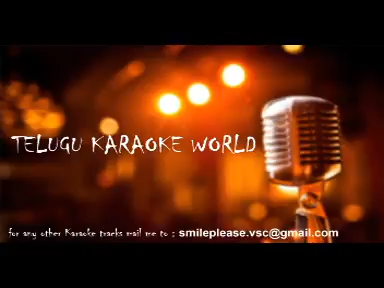 TELUGU KARAOKE WORLD
for any other Karaoke tracks mail me to : smileplease.vsc@gmail.com